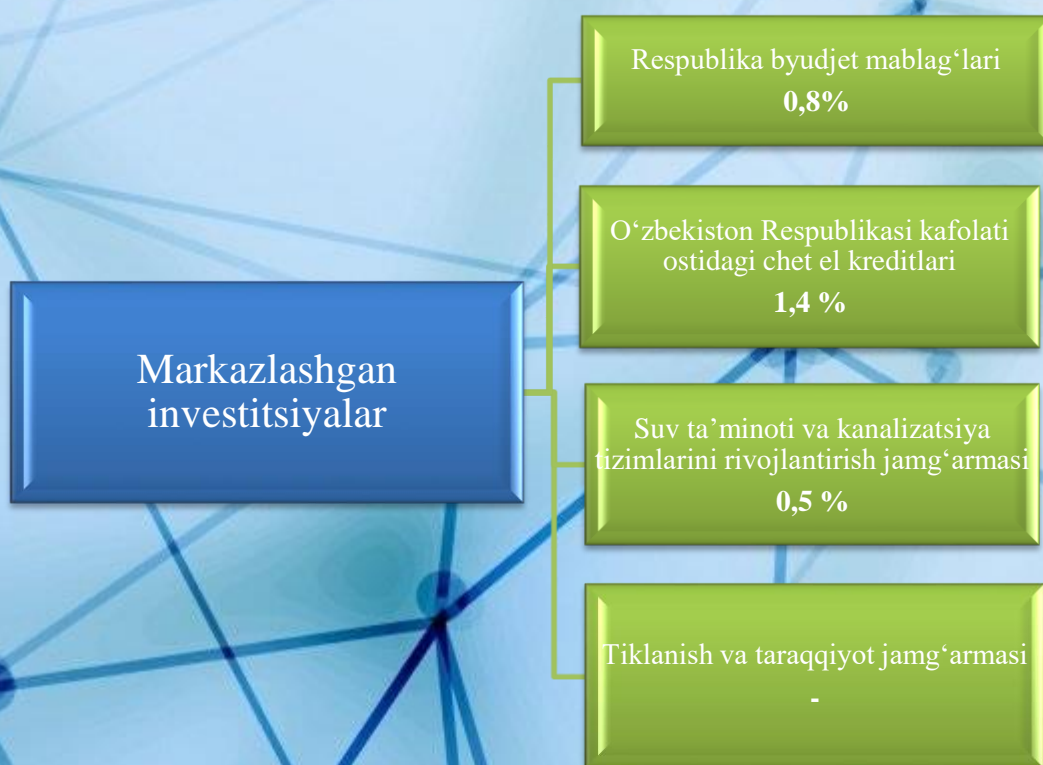 Respublika byudjet mablag‘lari
0,8%
O‘zbekiston Respublikasi kafolati
ostidagi chet el kreditlari
1,4 %
Markazlashgan
investitsiyalar
Suv ta’minoti va kanalizatsiya
tizimlarini rivojlantirish jamg‘armasi
0,5 %
Tiklanish va taraqqiyot jamg‘armasi
-